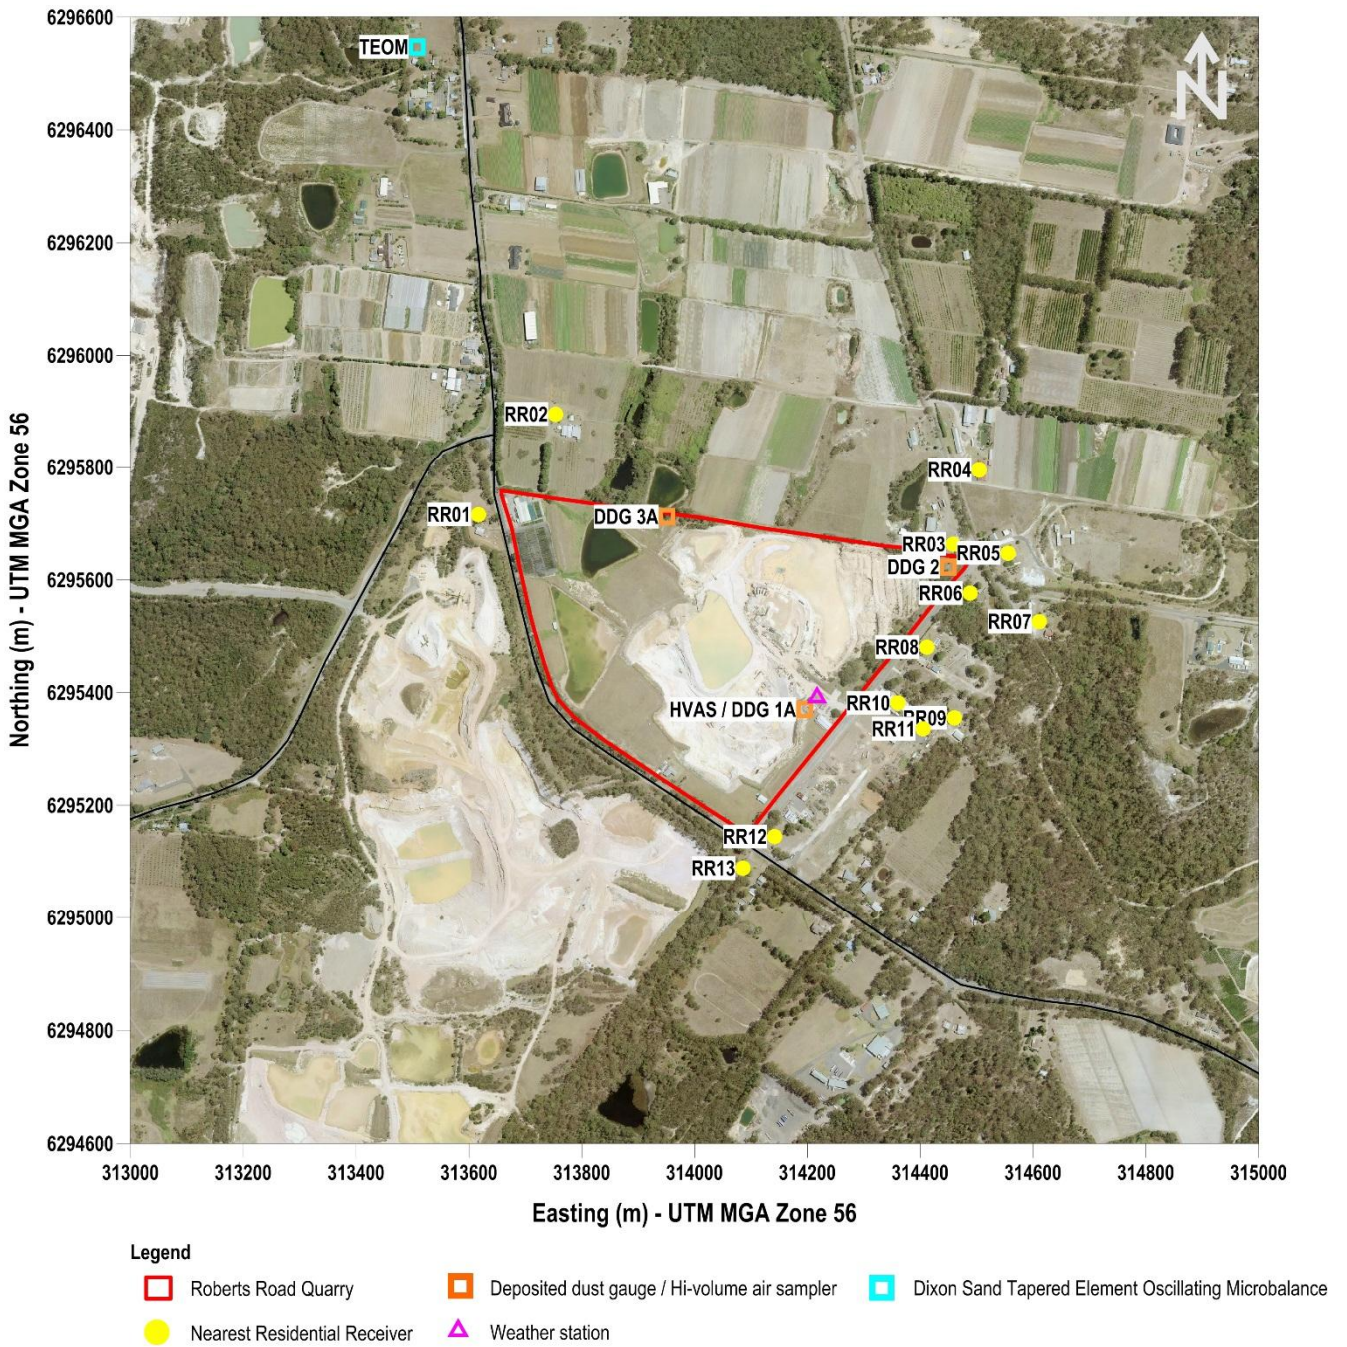 6296600
6296400
6296200
6296000
6295800
6295600
6295400
6295200
6295000
6294800
6294600
Northing (m) - UTM MGA Zone 56
TEOM
N
RR02
RR04
RR01
DDG 3A
RR03
RR05
DDG 2
RR06
RR07
RR08
HVAS / DDG 1A
RR10
RR09
RR11
RR12
RR13
313000 313200 313400 313600 313800 314000 314200 314400 314600 314800 315000
Easting (m) - UTM MGA Zone 56
Legend
Roberts Road Quarry
Deposited dust gauge / Hi-volume air sampler
Dixon Sand Tapered Element Oscillating Microbalance
Nearest Residential Receiver
Weather station